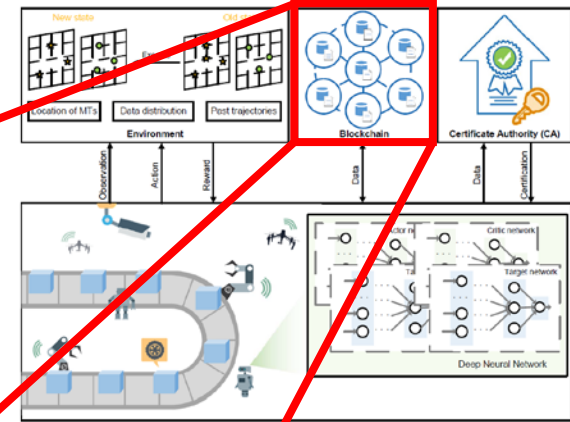 New state
Location of MTs
Data distribution
Past trajectories
Environment
Blockchain
Certificate Authority (CA)
Observation
Action
Reward
Data
Data
Certification
Critic network
Target network
Deep Neural Network